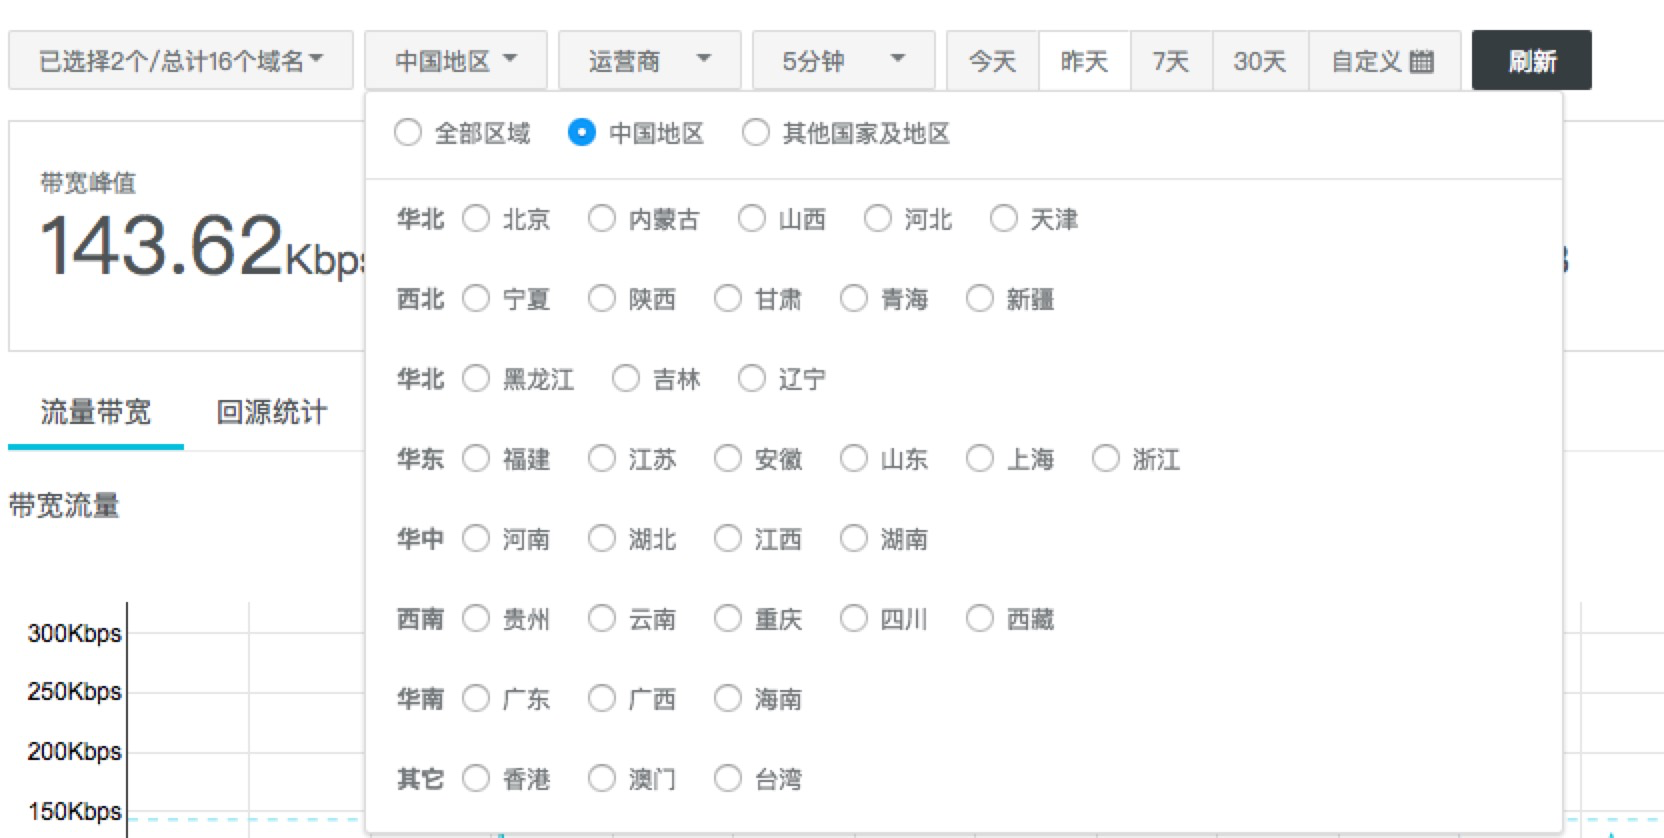 已选择2个/总计16个域名 中国地区 运营商 5分钟 今天 昨天 7天 30天 自定义 刷新
全部区域 中国地区 其他国家及地区
带宽峰值
143.62Kbp
华北 北京 内蒙古 山西 河北 天津
西北 宁夏 陕西 甘肃 青海 新疆
华北 黑龙江 吉林 辽宁
流量带宽 回源统计
华东 福建 江苏 安徽 山东 上海 浙江
带宽流量
华中 河南 湖北 江西 湖南
西南 贵州 云南 重庆 四川 西藏
300Kbps
250Kbps
华南 广东 广西 海南
200Kbps
其它 香港 澳门 台湾
150Kbps